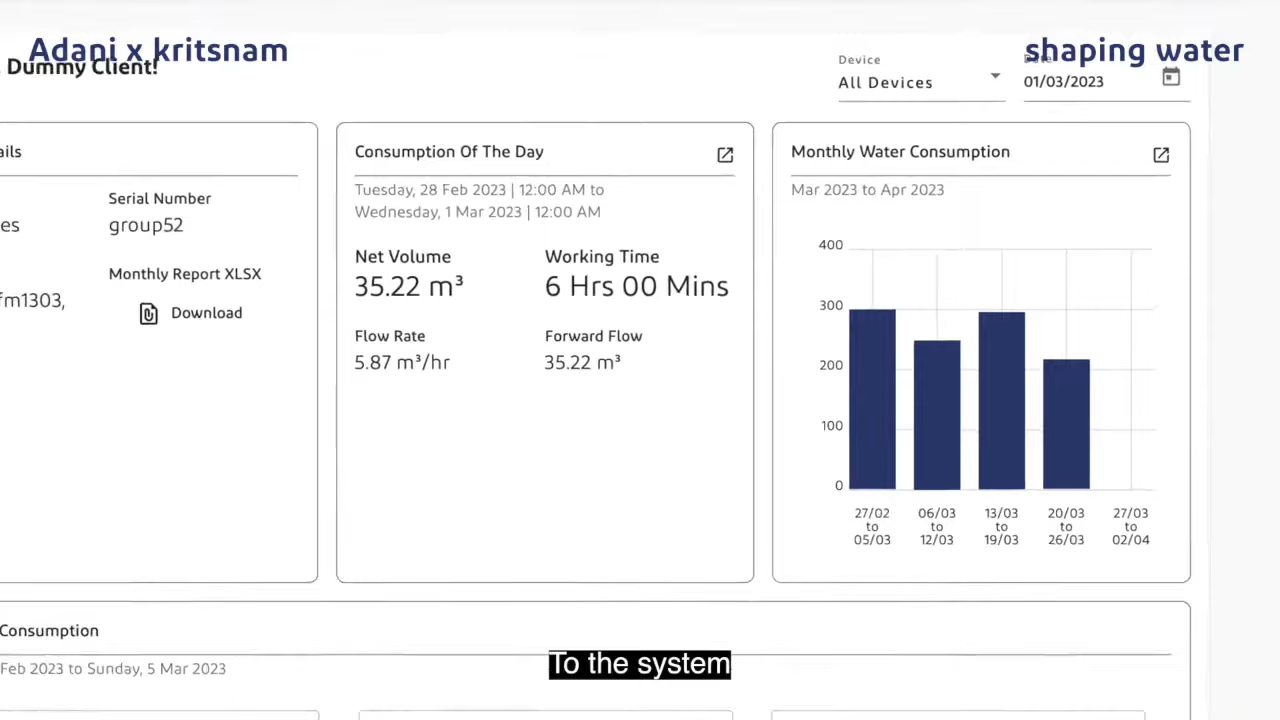 Adani x kritsnam
shaping water
Dummy Client!
Device
All Devices
Date
01/03/2023
ails
Serial Number
group52
es
Monthly Report XLSX
fm1303,
Download
Consumption Of The Day
Tuesday, 28 Feb 2023 | 12:00 AM to
Wednesday, 1 Mar 2023 | 12:00 AM
Net Volume
35.22 m³
Working Time
6 Hrs 00 Mins
Flow Rate
5.87 m³/hr
Forward Flow
35.22 m³
Monthly Water Consumption
Mar 2023 to Apr 2023
400
300
200
100
0
27/02
to
05/03
06/03
to
12/03
13/03
to
19/03
20/03
to
26/03
27/03
to
02/04
Consumption
Feb 2023 to Sunday, 5 Mar 2023
To the system